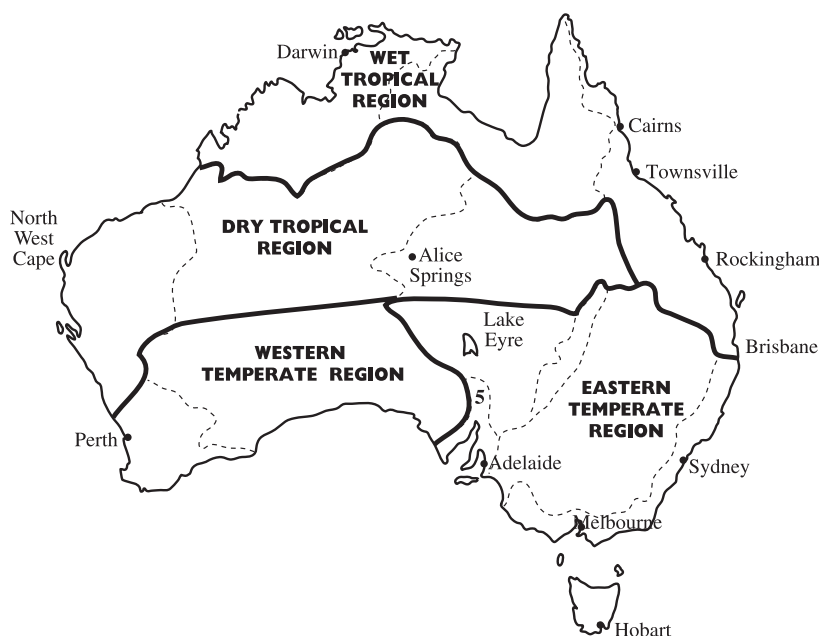 Darwin
WET
TROPICAL
REGION
Cairns
Townsville
North
West
Cape
DRY TROPICAL
REGION
Alice
Springs
Rockingham
Lake
Eyre
WESTERN
TEMPERATE REGION
Brisbane
5
EASTERN
TEMPERATE
REGION
Perth
Adelaide
Sydney
Melbourne
Hobart